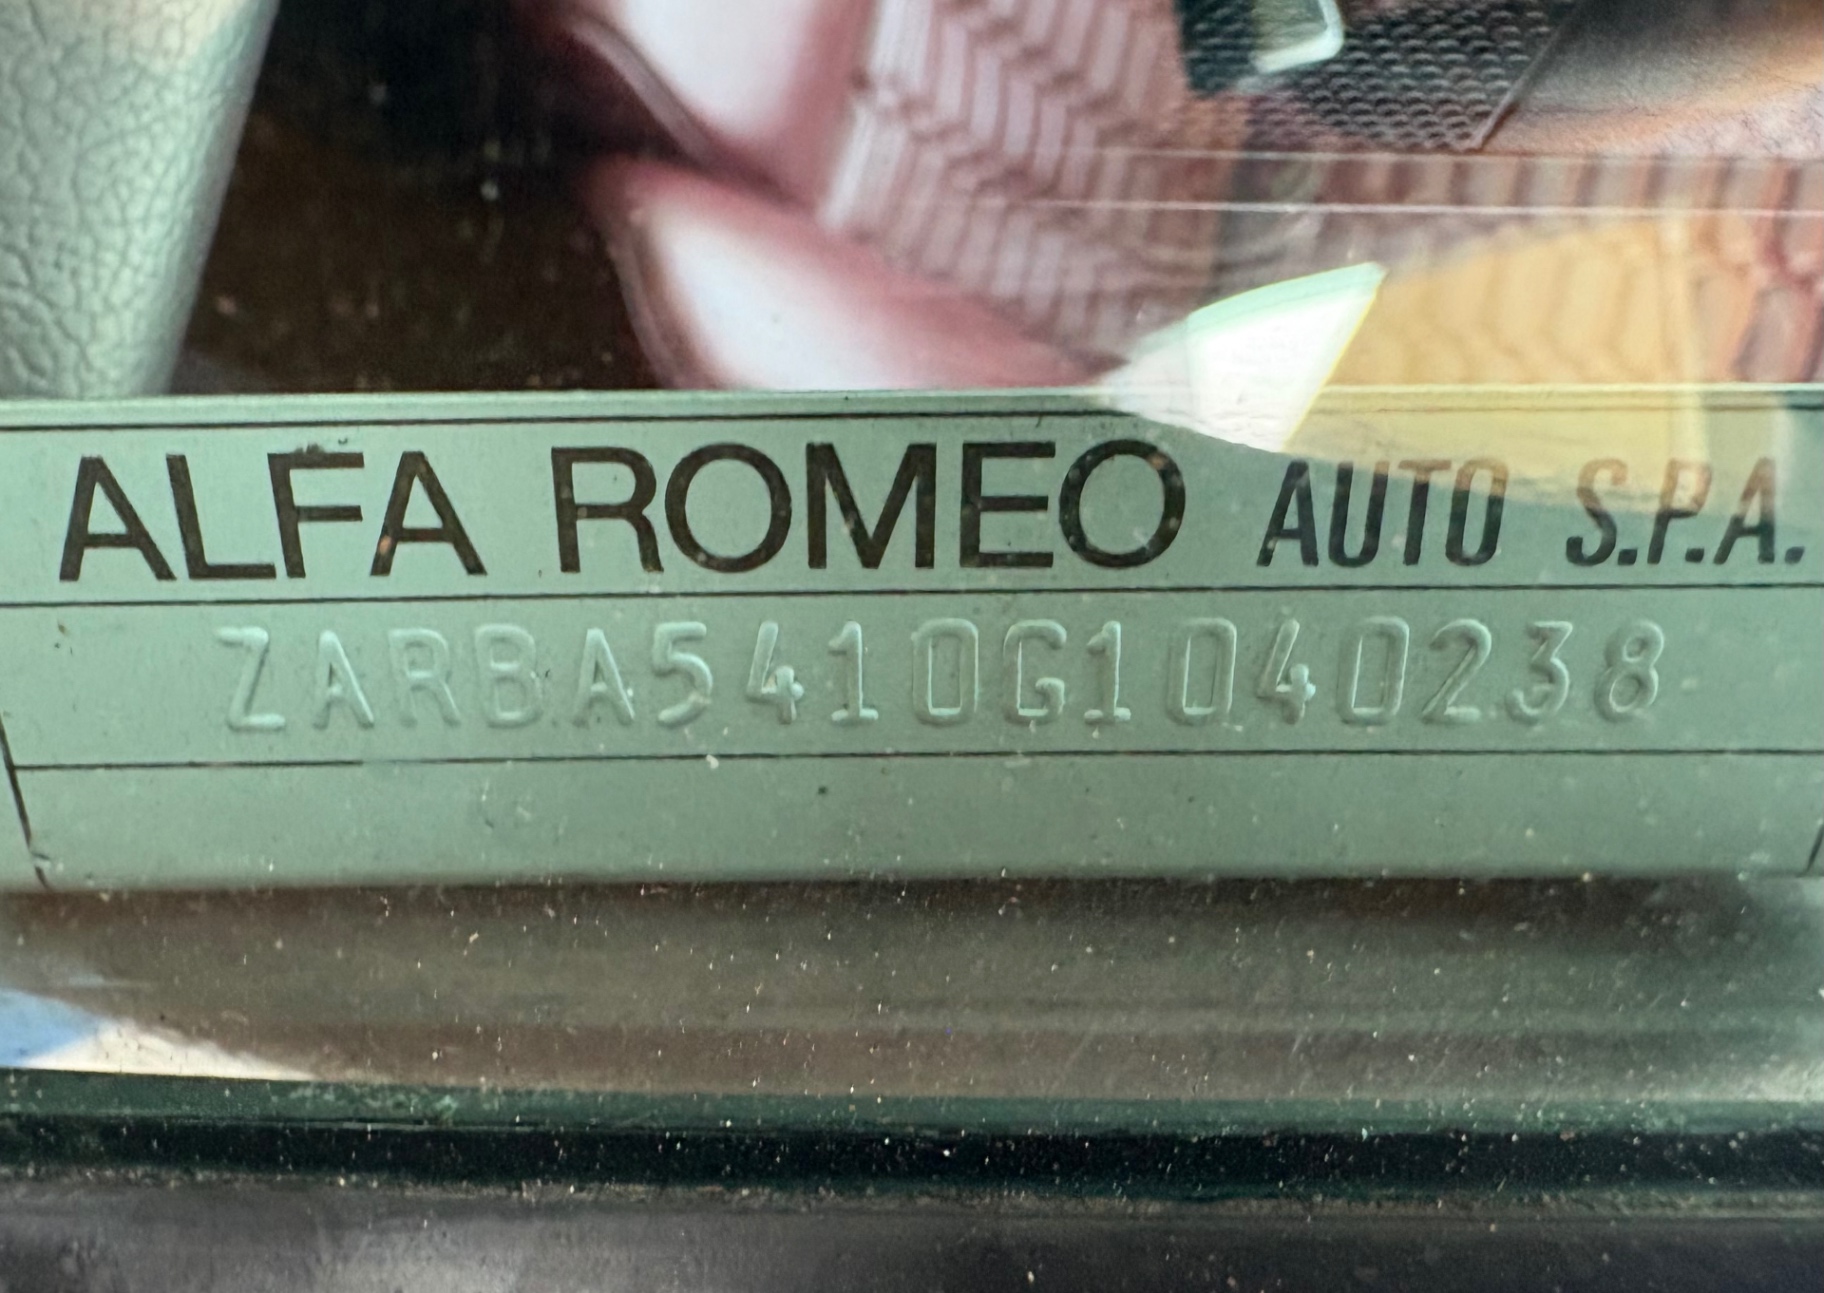 ALFA ROMEO AUTO S.P.A.
ZARBA5410G1040238